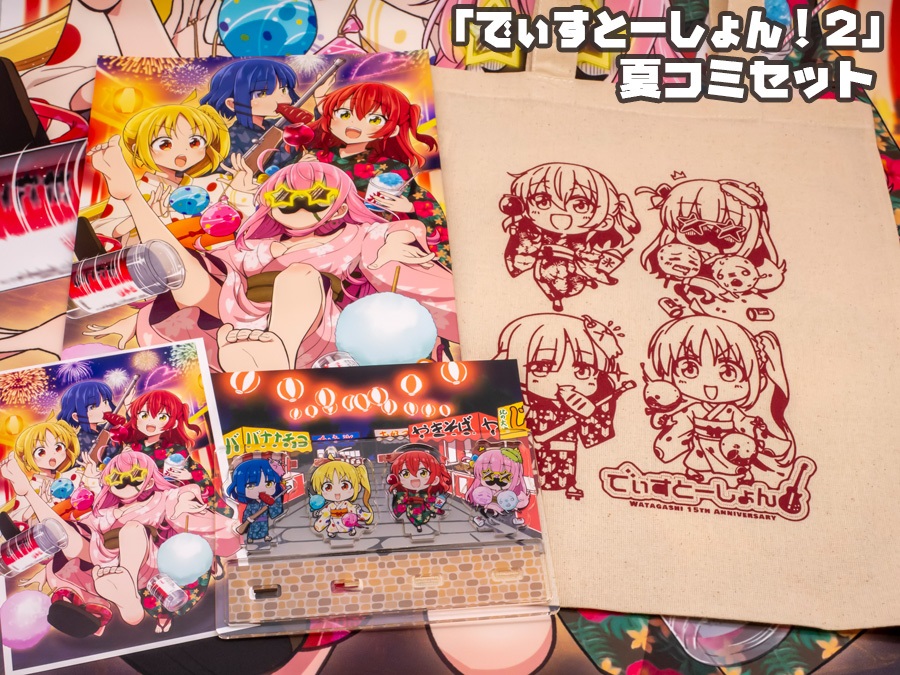 「でぃすとーしょん！2」
夏コミセット
バナナチョコ
やきそば
でぃすとーしょん
WATAGASHI 15TH ANNIVERSARY